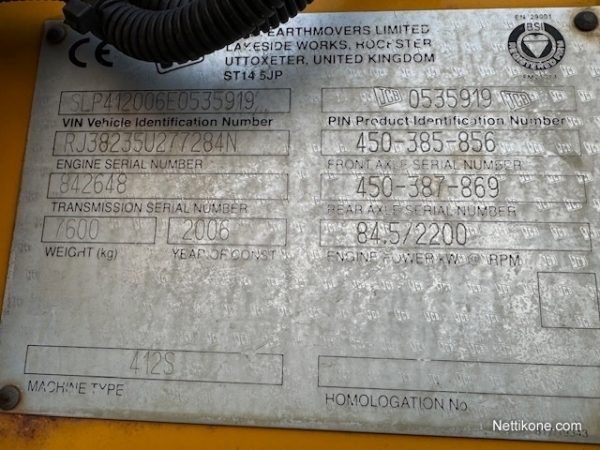 CE
EARTHMOVERS LIMITED
LAKESIDE WORKS, ROCESTER
UTTOXETER, UNITED KINGDOM
ST14 5JP
EN 29001
BSI
SLP412006E0535919
VIN Vehicle Identification Number
JCB 0535919 JCB
PIN Product Identification Number
RJ38235U277284N
ENGINE SERIAL NUMBER
450-385-856
FRONT AXLE SERIAL NUMBER
842648
TRANSMISSION SERIAL NUMBER
450-387-869
REAR AXLE SERIAL NUMBER
7600
WEIGHT (kg)
2006
YEAR OF CONST
84.5/2200
ENGINE POWER kW @ RPM
412S
MACHINE TYPE
HOMOLOGATION No
Nettikone.com